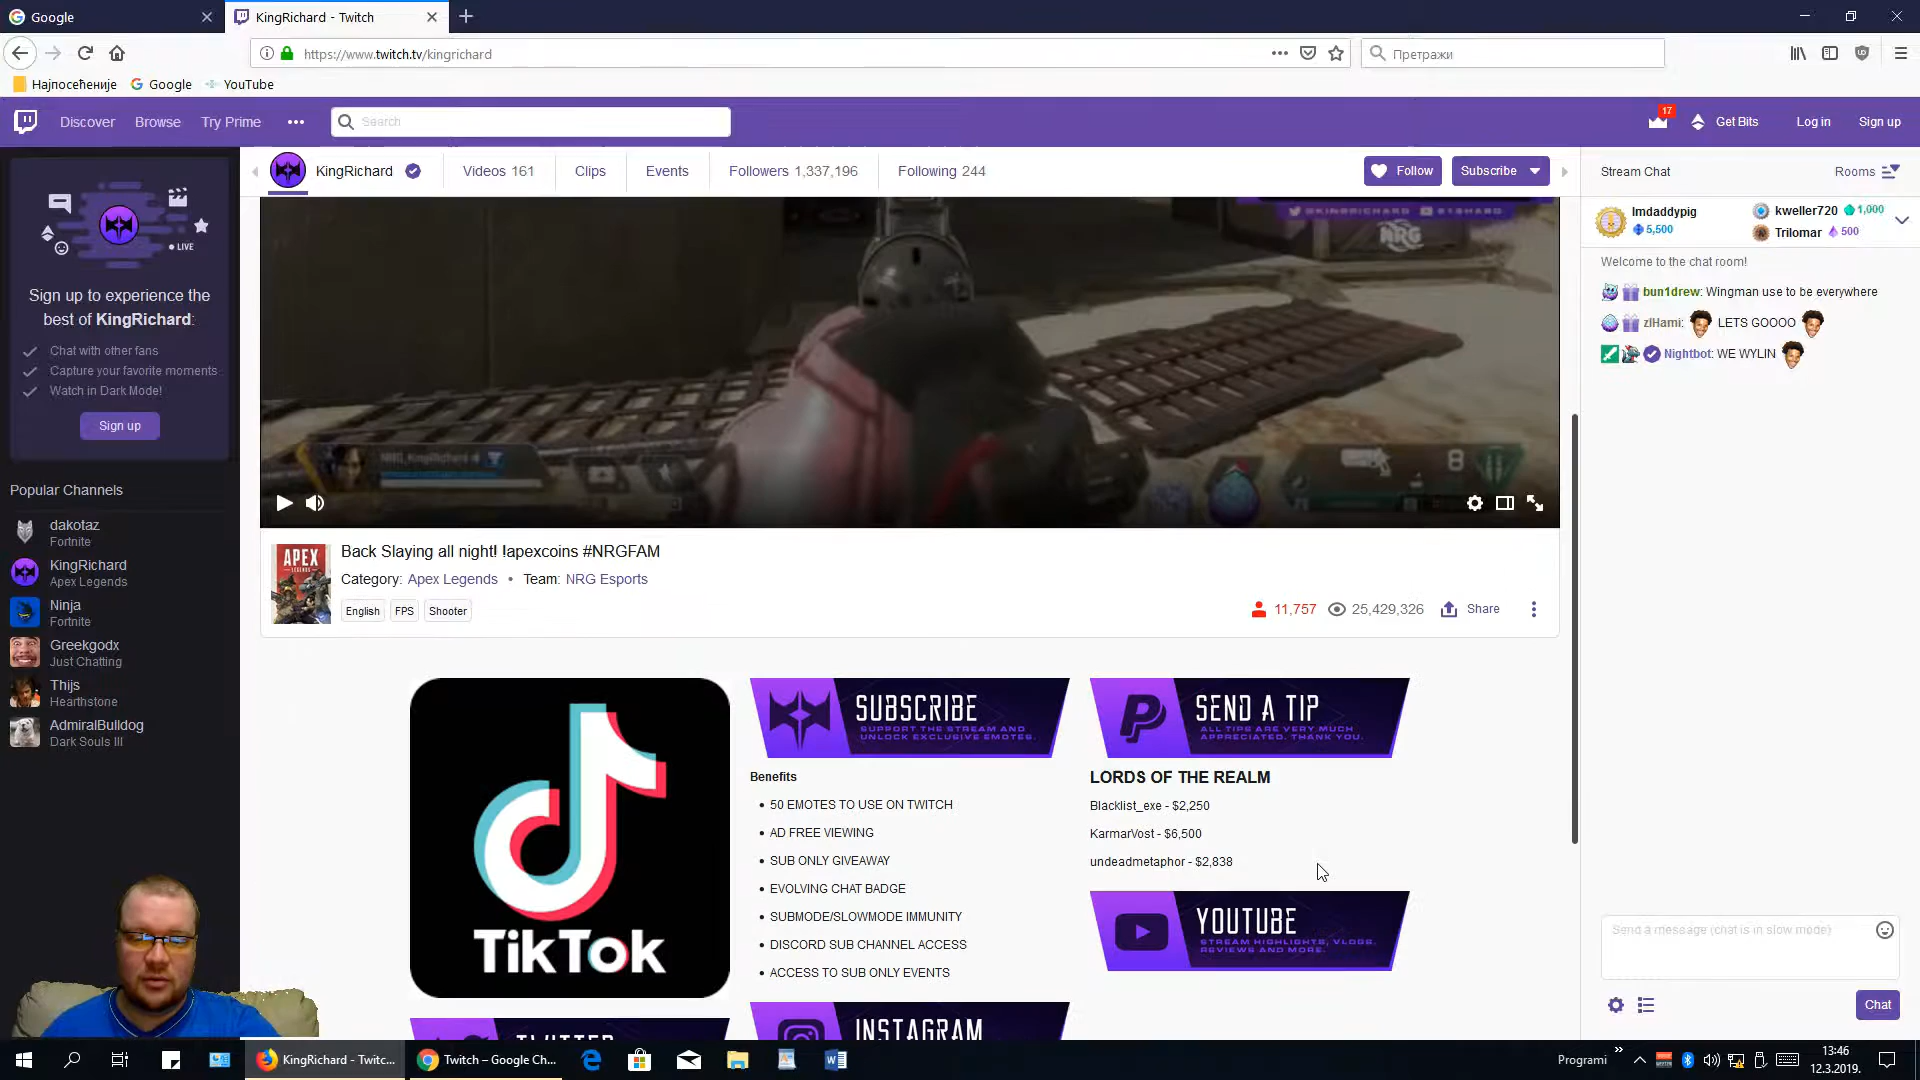 Google
KingRichard - Twitch
https://www.twitch.tv/kingrichard
Претражи
Најпосећеније
Google
YouTube
Discover
Browse
Try Prime
Search
17
Get Bits
Log in
Sign up
LIVE
Sign up to experience the
best of KingRichard:
Chat with other fans
Capture your favorite moments
Watch in Dark Mode!
Sign up
Popular Channels
dakotaz
Fortnite
KingRichard
Apex Legends
Ninja
Fortnite
Greekgodx
Just Chatting
Thijs
Hearthstone
AdmiralBulldog
Dark Souls III
KingRichard
Videos 161
Clips
Events
Followers 1,337,196
Following 244
Follow
Subscribe
@KINGRICHARD
NRG
8
APEX
LEGENDS
Back Slaying all night! !apexcoins #NRGFAM
Category: Apex Legends • Team: NRG Esports
English
FPS
Shooter
11,757
25,429,326
Share
TikTok
SUBSCRIBE
SUPPORT THE STREAM AND
UNLOCK EXCLUSIVE EMOTES.
Benefits
• 50 EMOTES TO USE ON TWITCH
• AD FREE VIEWING
• SUB ONLY GIVEAWAY
• EVOLVING CHAT BADGE
• SUBMODE/SLOWMODE IMMUNITY
• DISCORD SUB CHANNEL ACCESS
• ACCESS TO SUB ONLY EVENTS
SEND A TIP
ALL TIPS ARE VERY MUCH
APPRECIATED. THANK YOU.
LORDS OF THE REALM
Blacklist_exe - $2,250
KarmarVost - $6,500
undeadmetaphor - $2,838
YOUTUBE
STREAM HIGHLIGHTS, VLOGS,
REVIEWS AND MORE.
TWITTER
INSTAGRAM
Stream Chat
Rooms
Imdaddypig
5,500
kweller720 1,000
Trilomar 500
Welcome to the chat room!
bun1drew: Wingman use to be everywhere
zIHami: LETS GOOOO
Nightbot: WE WYLIN
Send a message (chat is in slow mode)
Chat
KingRichard - Twitc...
Twitch – Google Ch...
Programi
13:46
12.3.2019.